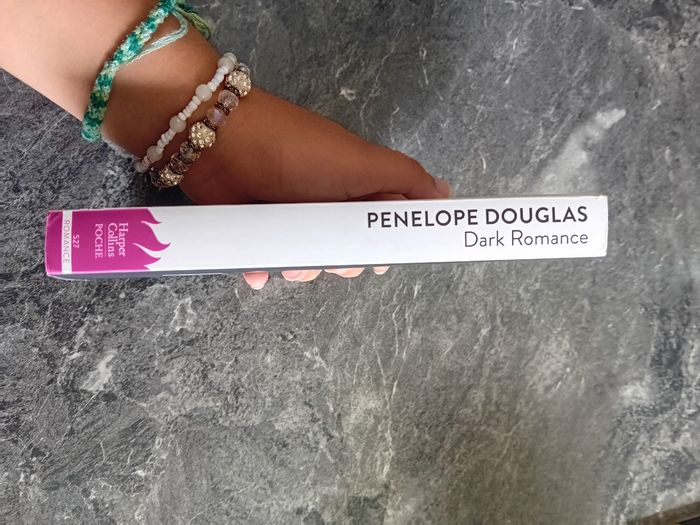 PENELOPE DOUGLAS
Dark Romance
Harper
Collins
POCHE
527
ROMANCE